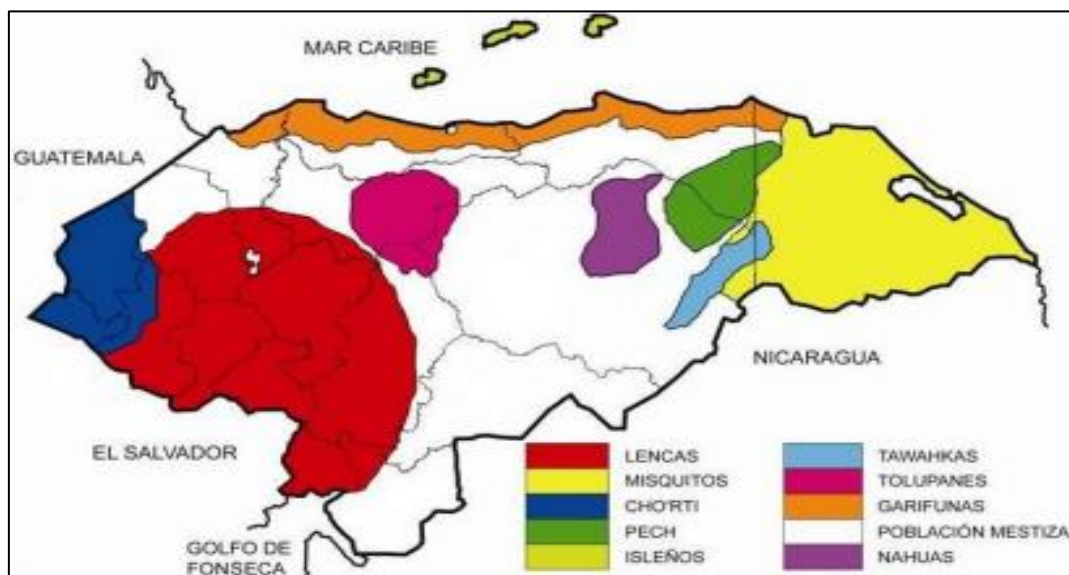 MAR CARIBE
GUATEMALA
NICARAGUA
EL SALVADOR
GOLFO DE
FONSECA
LENCAS
MISQUITOS
CHO'RTI
PECH
ISLEÑOS
TAWAHKAS
TOLUPANES
GARIFUNAS
POBLACIÓN MESTIZA
NAHUAS